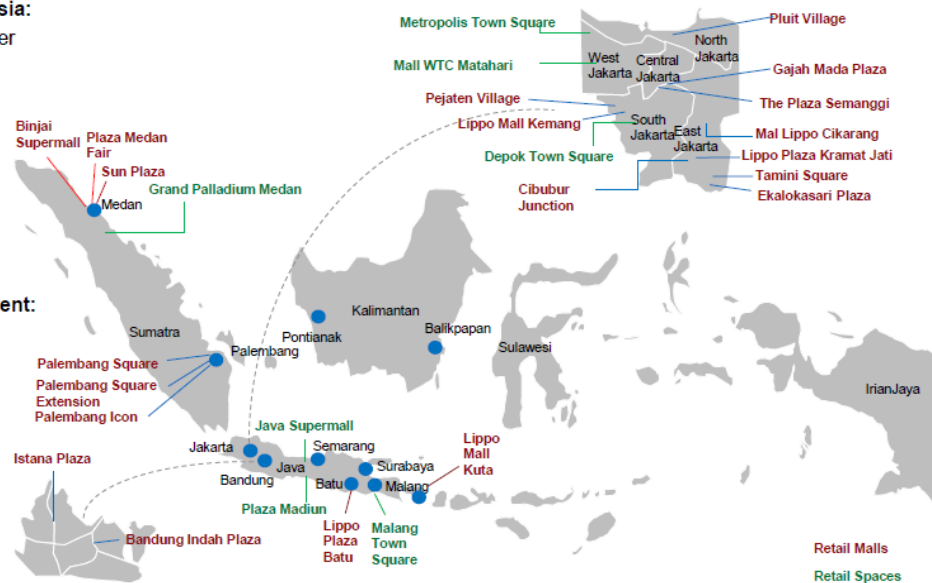 sia:
er
Metropolis Town Square
Pluit Village
North
Jakarta
West
Jakarta
Central
Jakarta
Mall WTC Matahari
Gajah Mada Plaza
Pejaten Village
The Plaza Semanggi
Lippo Mall Kemang
South
Jakarta
East
Jakarta
Mal Lippo Cikarang
Depok Town Square
Lippo Plaza Kramat Jati
Tamini Square
Cibubur
Junction
Ekalokasari Plaza
Binjai
Supermall
Plaza Medan
Fair
Sun Plaza
Grand Palladium Medan
Medan
ent:
Kalimantan
Pontianak
Balikpapan
Sumatra
Sulawesi
Palembang
Palembang Square
Palembang Square
Extension
Palembang Icon
IrianJaya
Java Supermall
Jakarta
Semarang
Lippo
Mall
Kuta
Istana Plaza
Java
Surabaya
Bandung
Batu
Malang
Plaza Madiun
Lippo
Plaza
Batu
Malang
Town
Square
Bandung Indah Plaza
Retail Malls
Retail Spaces